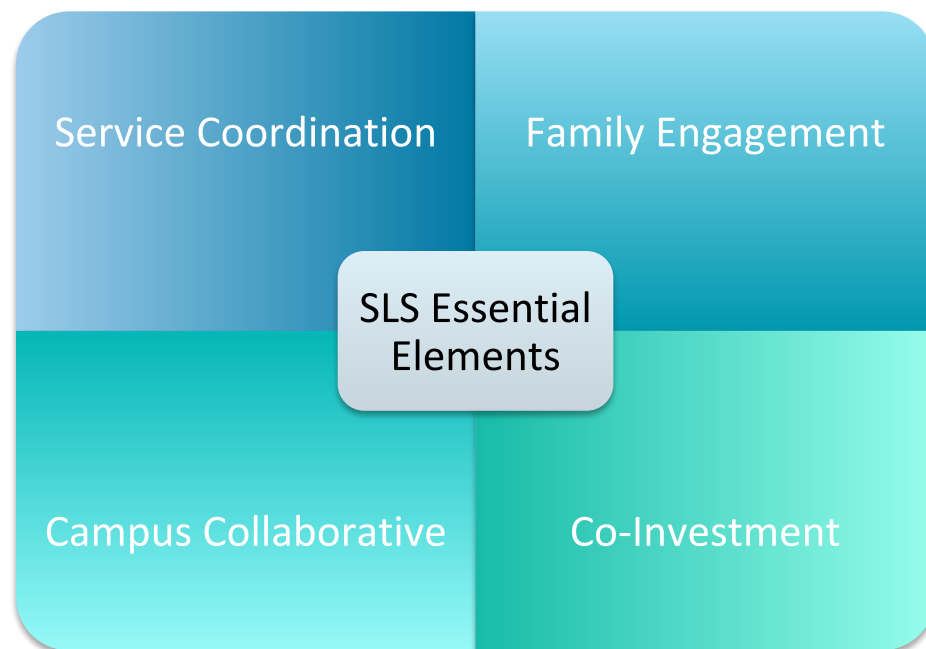 Service Coordination
Family Engagement
SLS Essential
Elements
Campus Collaborative
Co-Investment